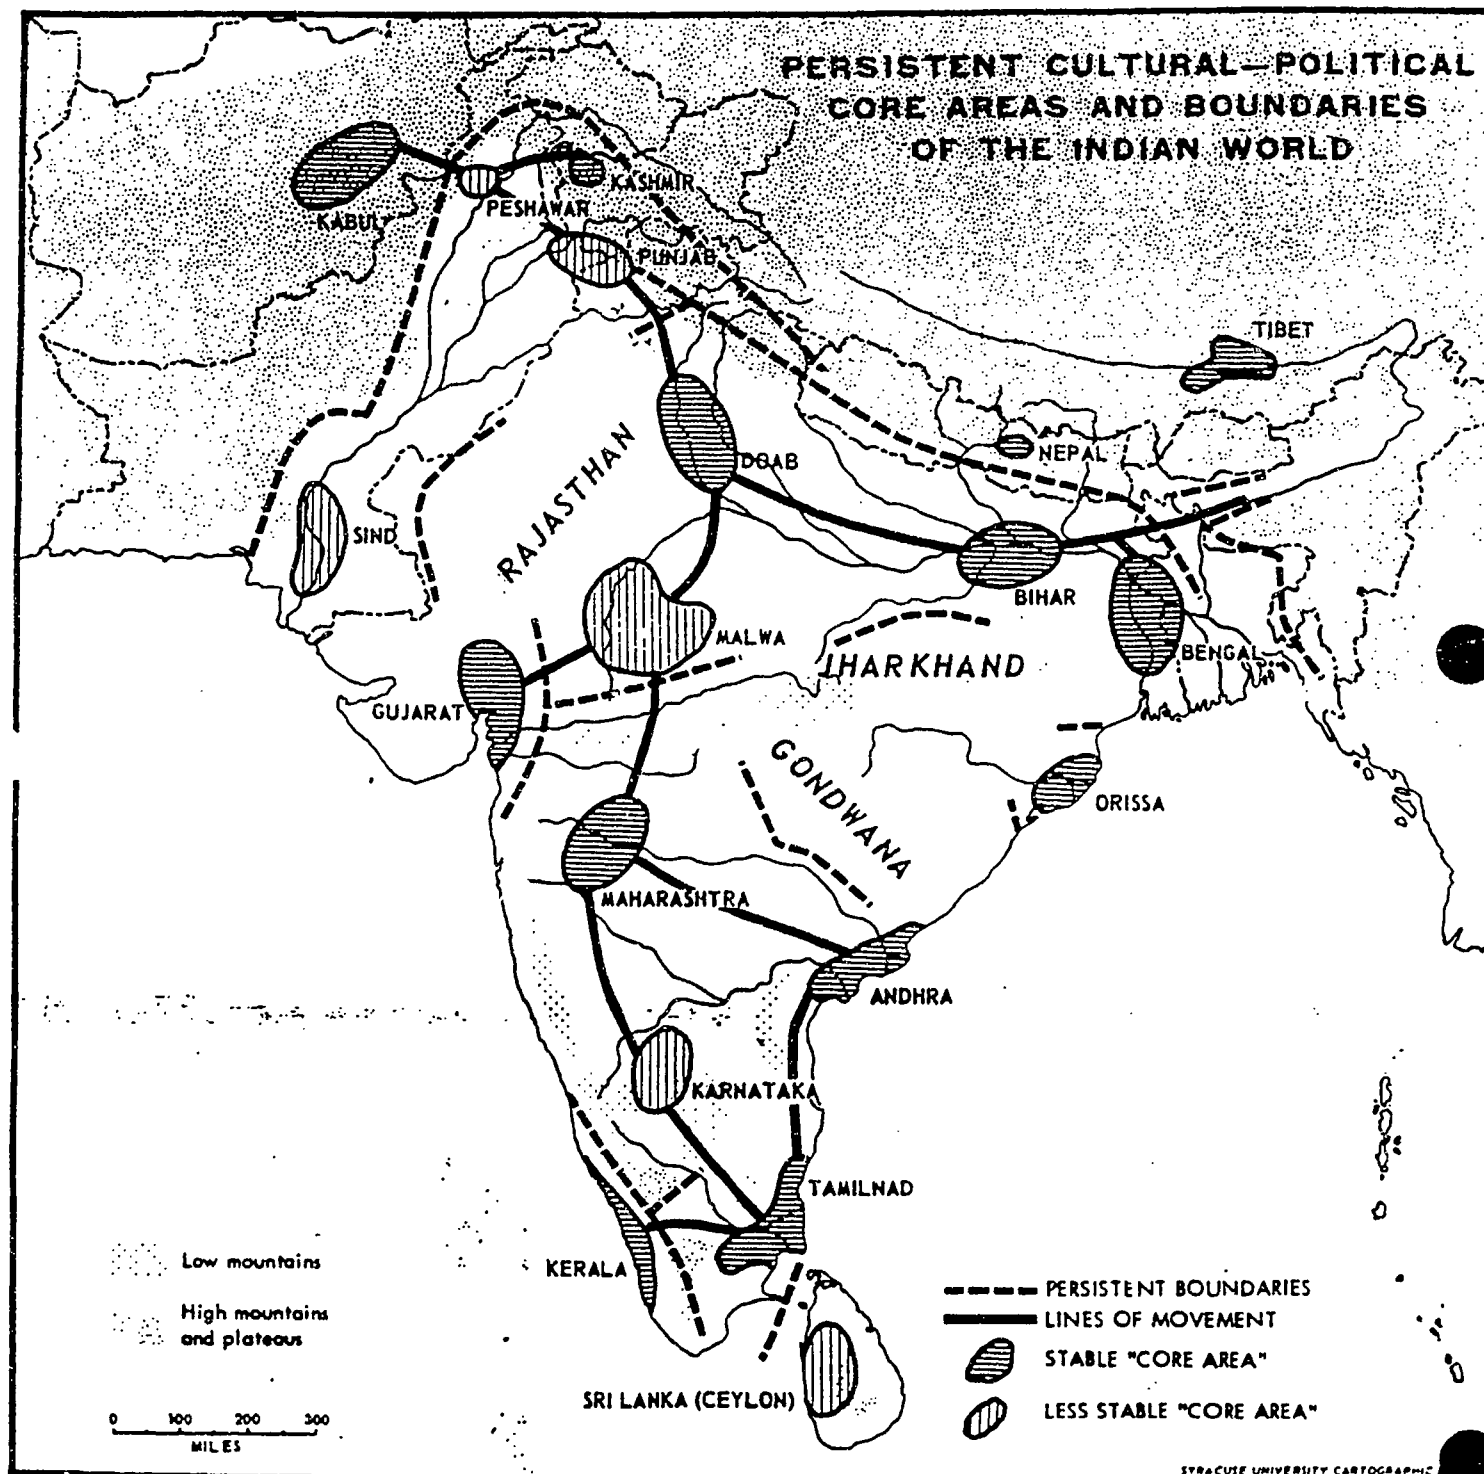 PERSISTENT CULTURAL—POLITICAL
CORE AREAS AND BOUNDARIES
OF THE INDIAN WORLD
KABUL
PESHAWAR
KASHMIR
PUNJAB
TIBET
NEPAL
DOAB
RAJASTHAN
SIND
BIHAR
MALWA
BENGAL
JHARKHAND
GUJARAT
GONDWANA
ORISSA
MAHARASHTRA
ANDHRA
KARNATAKA
TAMILNAD
KERALA
SRI LANKA (CEYLON)
Low mountains
High mountains
and plateaus
0 100 200 300
MILES
PERSISTENT BOUNDARIES
LINES OF MOVEMENT
STABLE "CORE AREA"
LESS STABLE "CORE AREA"
SYRACUSE UNIVERSITY CARTOGRAPHIC